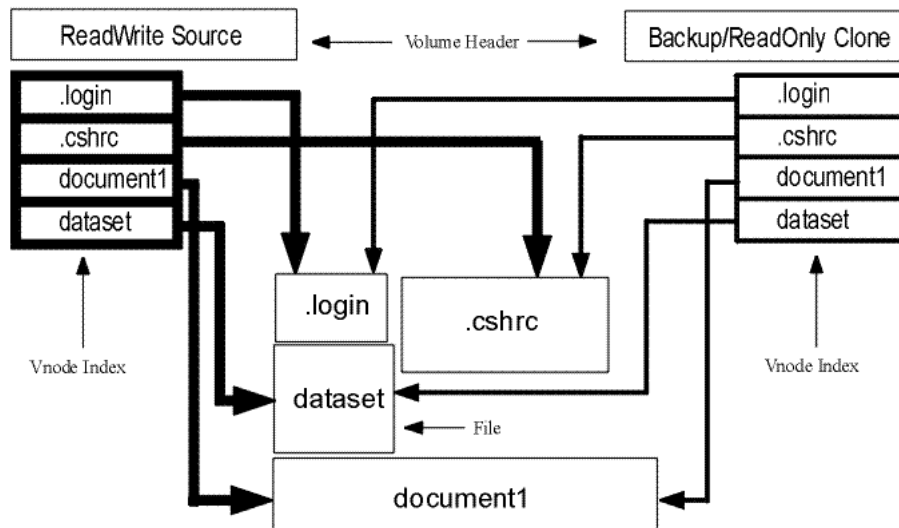 ReadWrite Source
Volume Header
Backup/ReadOnly Clone
.login
.cshrc
document1
dataset
.login
.cshrc
document1
dataset
Vnode Index
Vnode Index
.login
.cshrc
dataset
File
document1